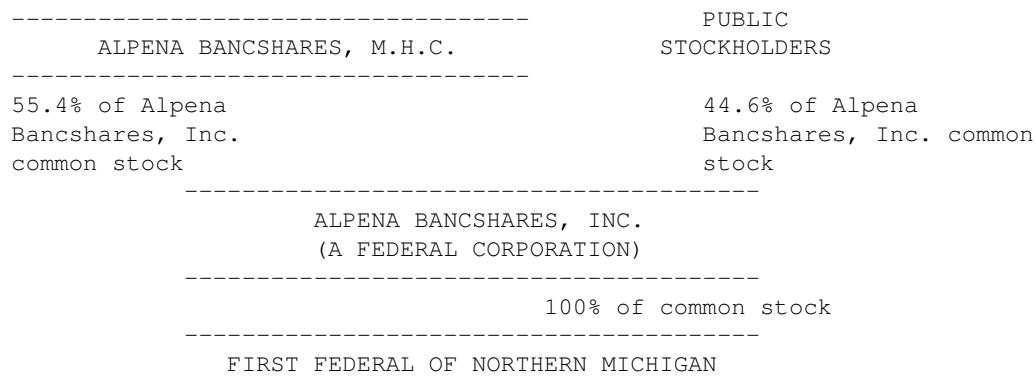 ------------------------------------ PUBLIC
ALPENA BANCSHARES, M.H.C. STOCKHOLDERS
------------------------------------
55.4% of Alpena 44.6% of Alpena
Bancshares, Inc. Bancshares, Inc. common
common stock stock
----------------------------------------
ALPENA BANCSHARES, INC.
(A FEDERAL CORPORATION)
----------------------------------------
100% of common stock
----------------------------------------
FIRST FEDERAL OF NORTHERN MICHIGAN